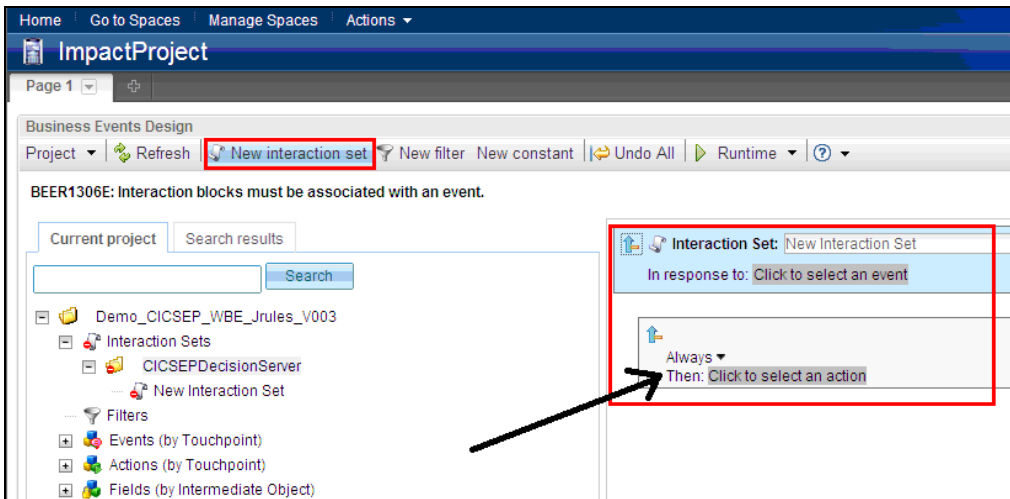 Home Go to Spaces Manage Spaces Actions
ImpactProject
Page 1
Business Events Design
Project Refresh New interaction set New filter New constant Undo All Runtime ?
BEER1306E: Interaction blocks must be associated with an event.
Current project Search results
Search
Demo_CICSEP_WBE_Jrules_V003
Interaction Sets
CICSEPDecisionServer
New Interaction Set
Filters
Events (by Touchpoint)
Actions (by Touchpoint)
Fields (by Intermediate Object)
Interaction Set: New Interaction Set
In response to: Click to select an event
Always
Then: Click to select an action